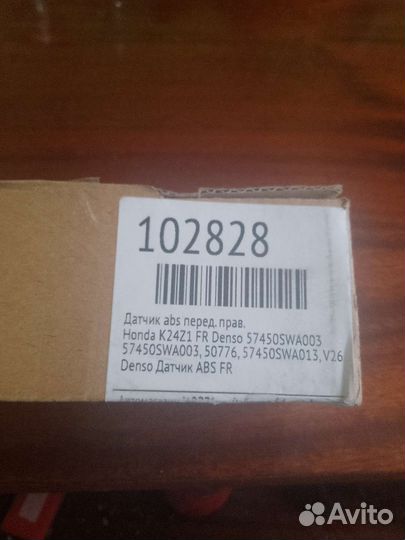 102828
Датчик abs перед. прав.
Honda K24Z1 FR Denso 57450SWA003
57450SWA003, 50776, 57450SWA013, V26
Denso Датчик ABS FR
Avito